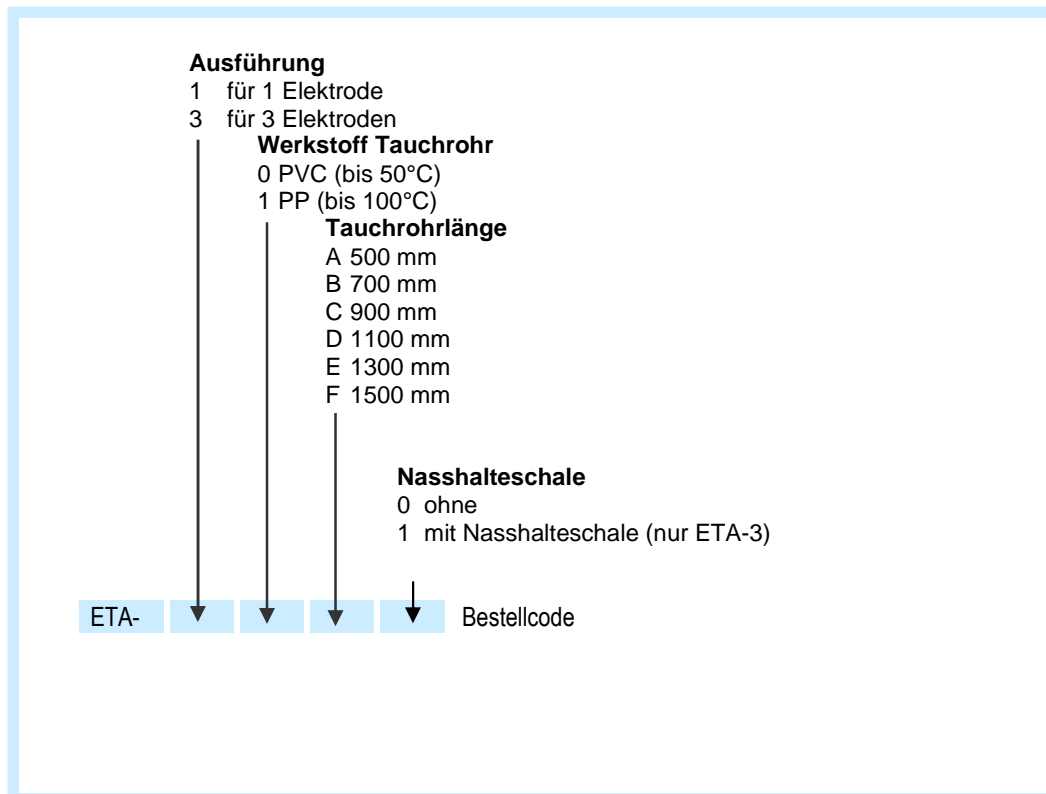 Ausführung
1 für 1 Elektrode
3 für 3 Elektroden
Werkstoff Tauchrohr
0 PVC (bis 50°C)
1 PP (bis 100°C)
Tauchrohrlänge
A 500 mm
B 700 mm
C 900 mm
D 1100 mm
E 1300 mm
F 1500 mm
Nasshalteschale
0 ohne
1 mit Nasshalteschale (nur ETA-3)
ETA- Bestellcode